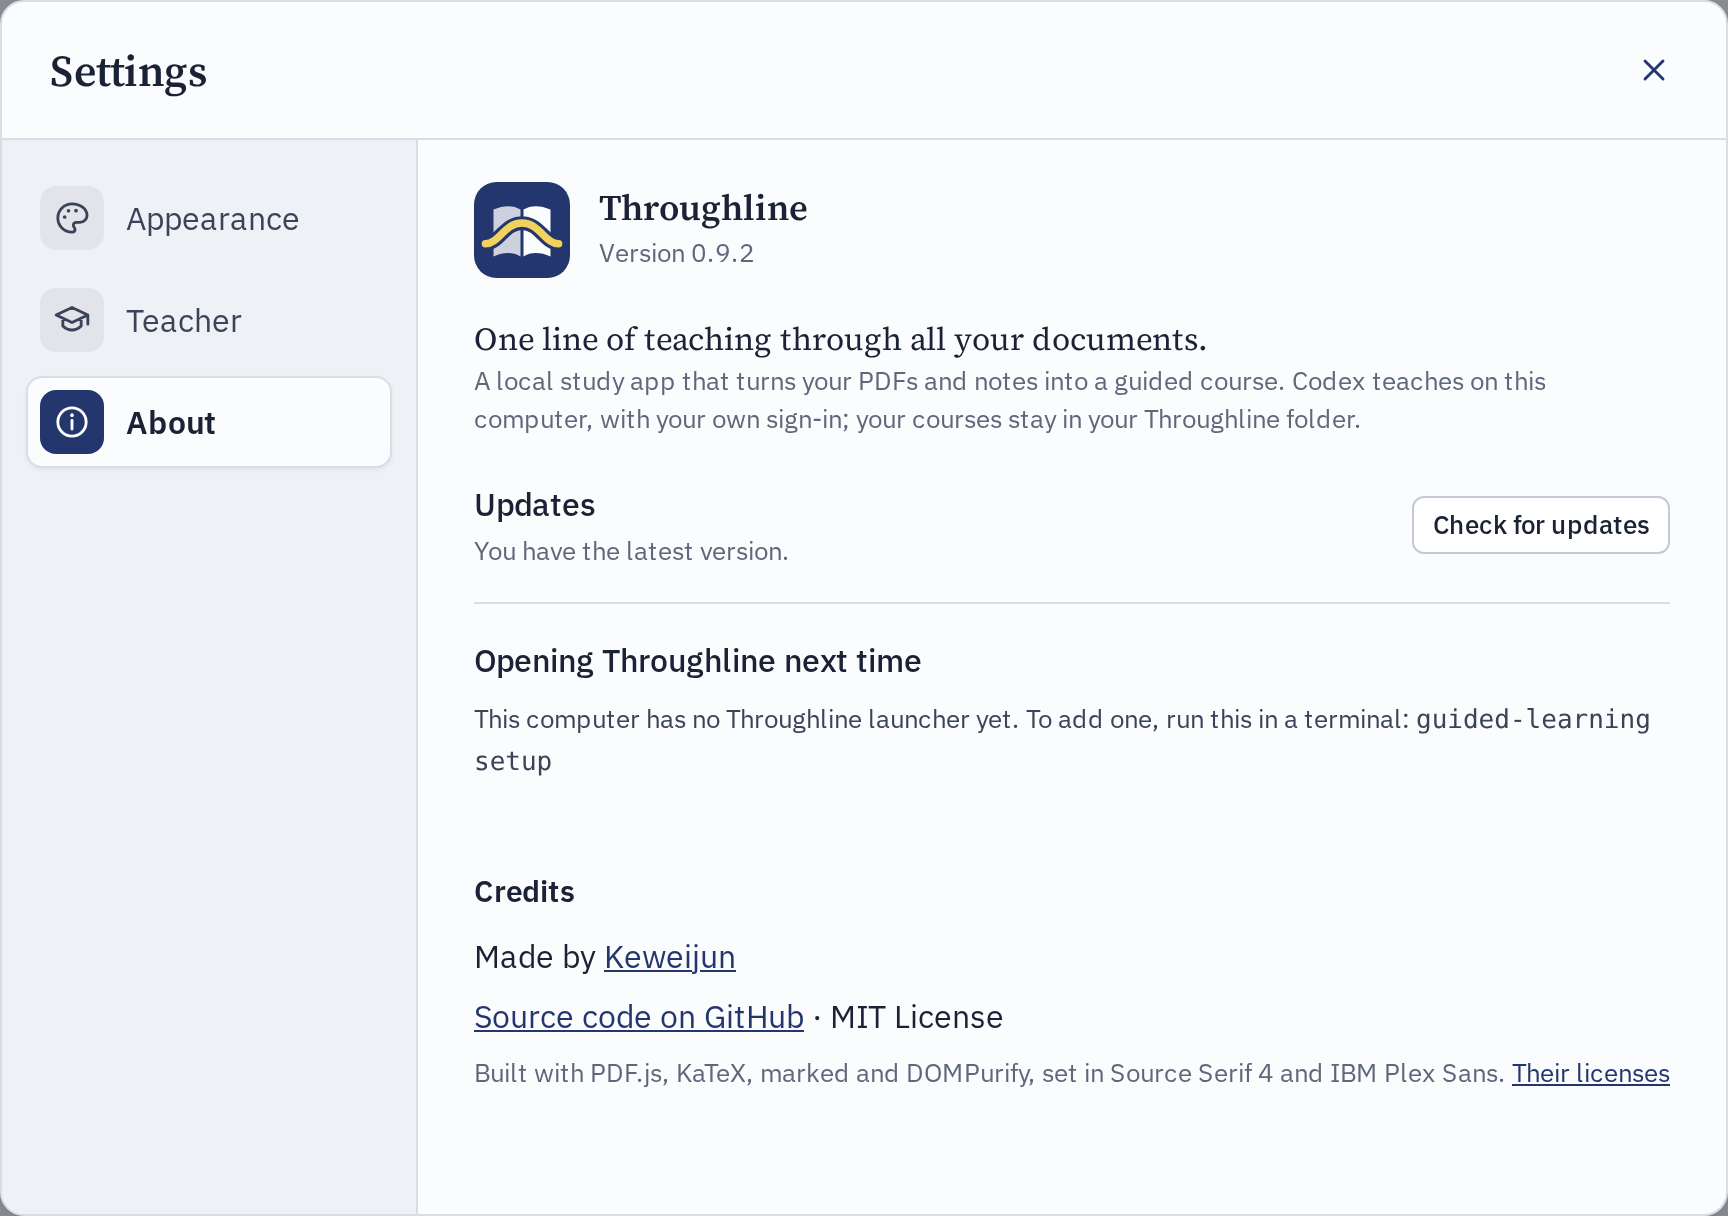 Settings
Appearance
Teacher
About
Throughline
Version 0.9.2
One line of teaching through all your documents.
A local study app that turns your PDFs and notes into a guided course. Codex teaches on this
computer, with your own sign-in; your courses stay in your Throughline folder.
Updates
You have the latest version.
Check for updates
Opening Throughline next time
This computer has no Throughline launcher yet. To add one, run this in a terminal: guided-learning
setup
Credits
Made by Keweijun
Source code on GitHub · MIT License
Built with PDF.js, KaTeX, marked and DOMPurify, set in Source Serif 4 and IBM Plex Sans. Their licenses